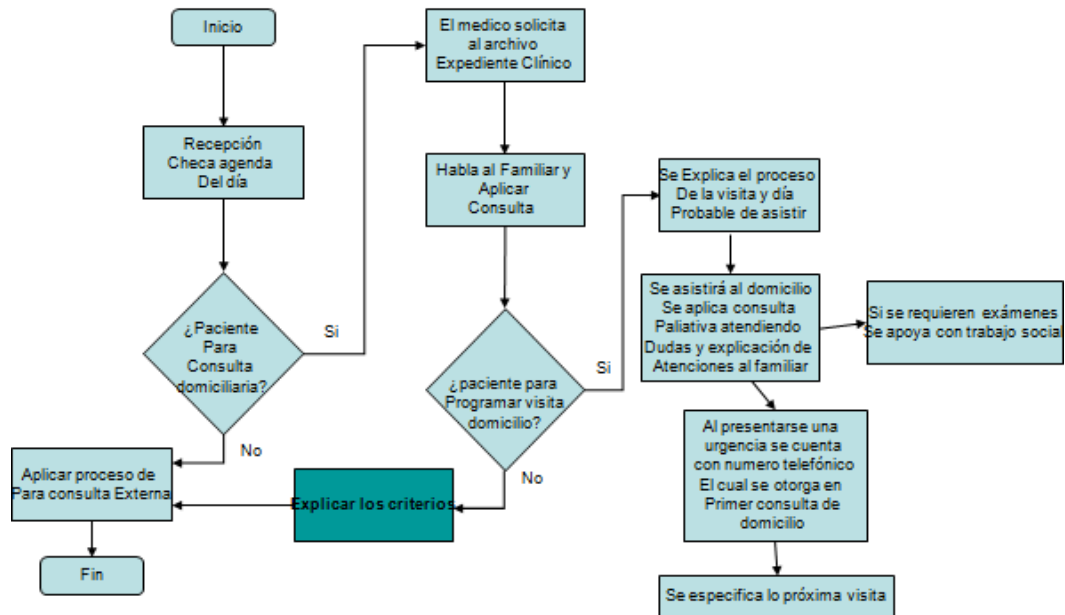 Inicio
Recepción
Checa agenda
Del día
¿Paciente
Para
Consulta
domiciliaria?
Si
No
El medico solicita
al archivo
Expediente Clínico
Habla al Familiar y
Aplicar
Consulta
¿paciente para
Programar visita
domicilio?
Si
No
Explicar los criterios
Aplicar proceso de
Para consulta Externa
Fin
Se Explica el proceso
De la visita y día
Probable de asistir
Se asistirá al domicilio
Se aplica consulta
Paliativa atendiendo
Dudas y explicación de
Atenciones al familiar
Si se requieren exámenes
Se apoya con trabajo social
Al presentarse una
urgencia se cuenta
con numero telefónico
El cual se otorga en
Primer consulta de
domicilio
Se especifica lo próxima visita